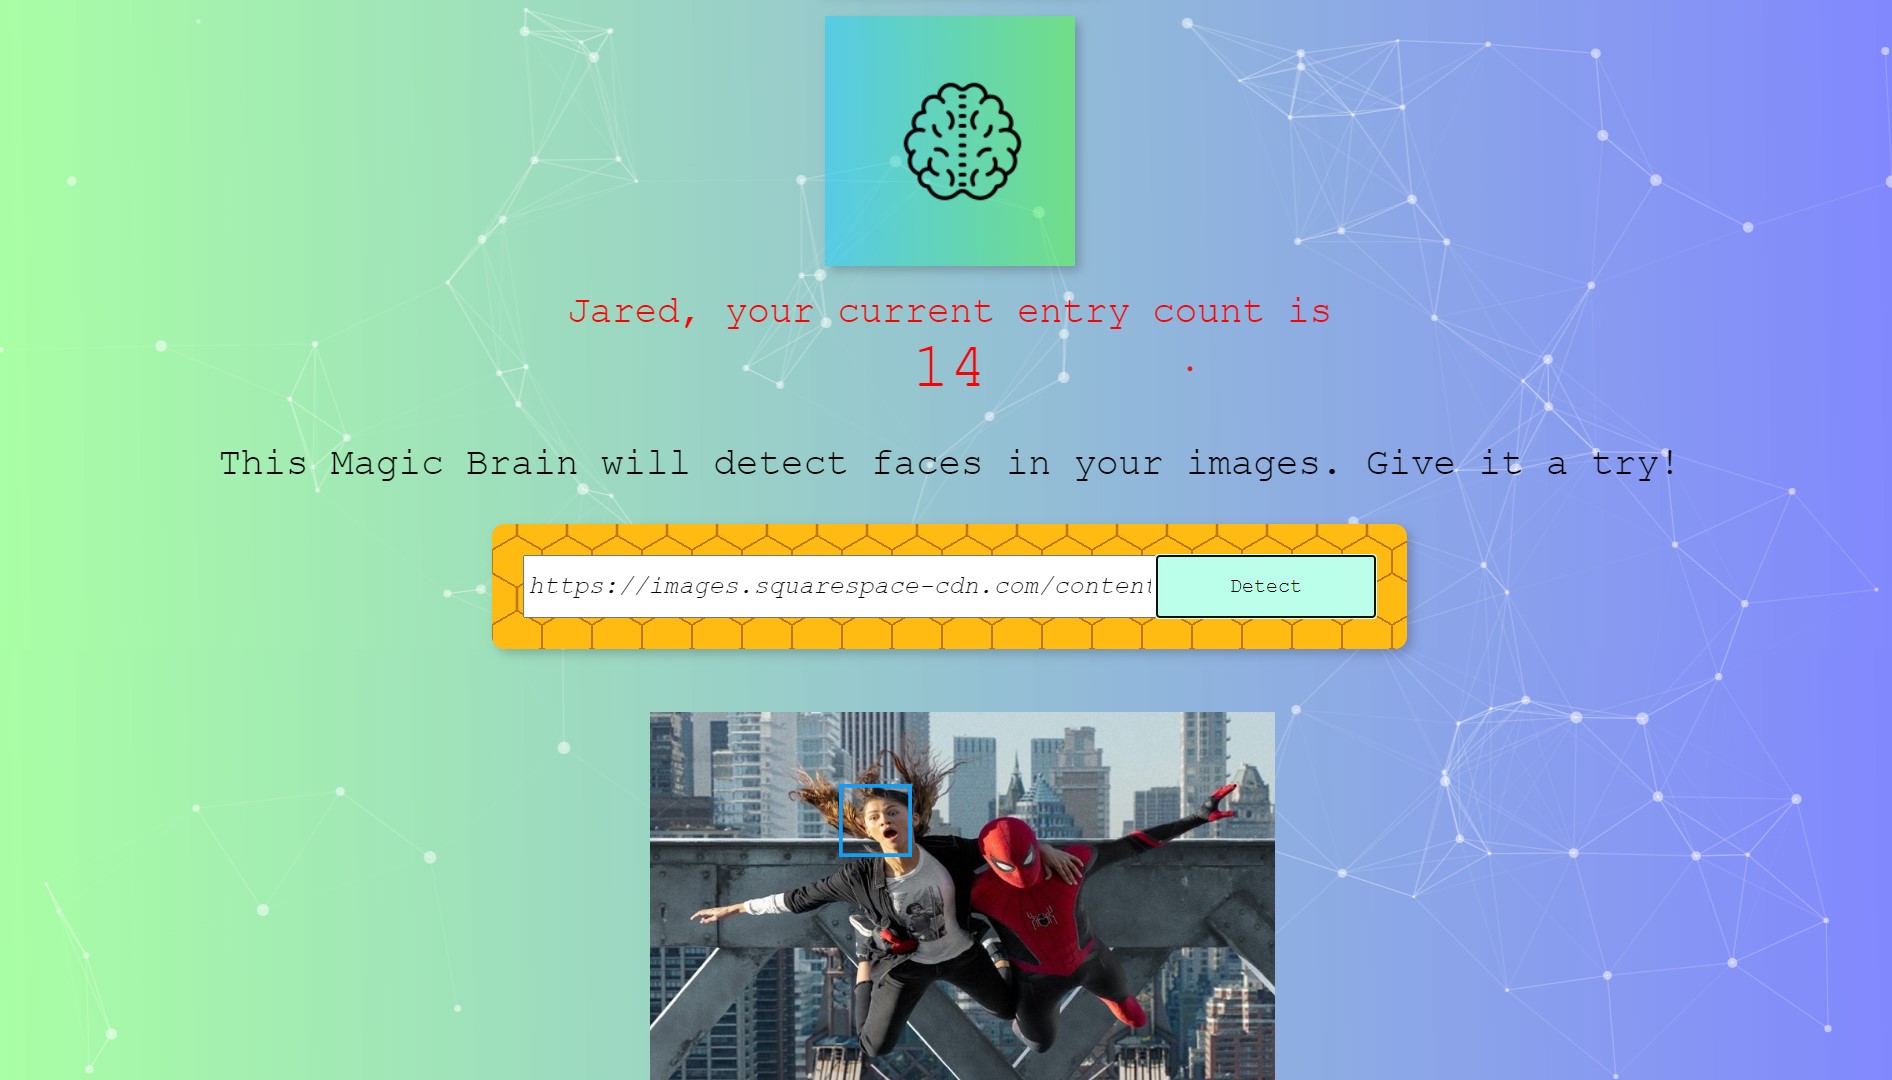 Jared, your current entry count is
14
.
This Magic Brain will detect faces in your images. Give it a try!
https://images.squarespace-cdn.com/content
Detect